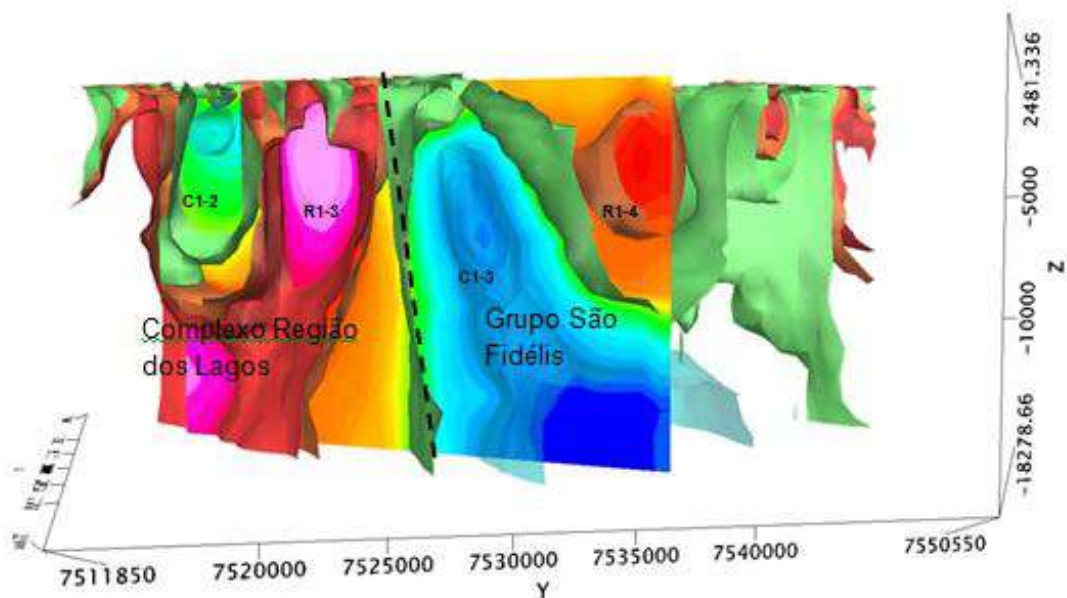 2481.336
C1-2
R1-3
R1-4
-5000
C1-3
Z
Complexo Região
dos Lagos
Grupo São
Fidélis
-10000
-18278.66
7511850
7520000
7525000
7530000
7535000
7540000
7550550
Y